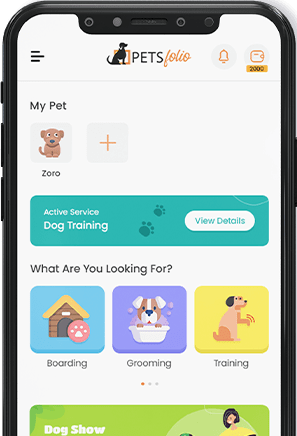 PETSfolio
2000
My Pet
Zoro
Active Service
Dog Training
View Details
What Are You Looking For?
Boarding
Grooming
Training
Dog Show